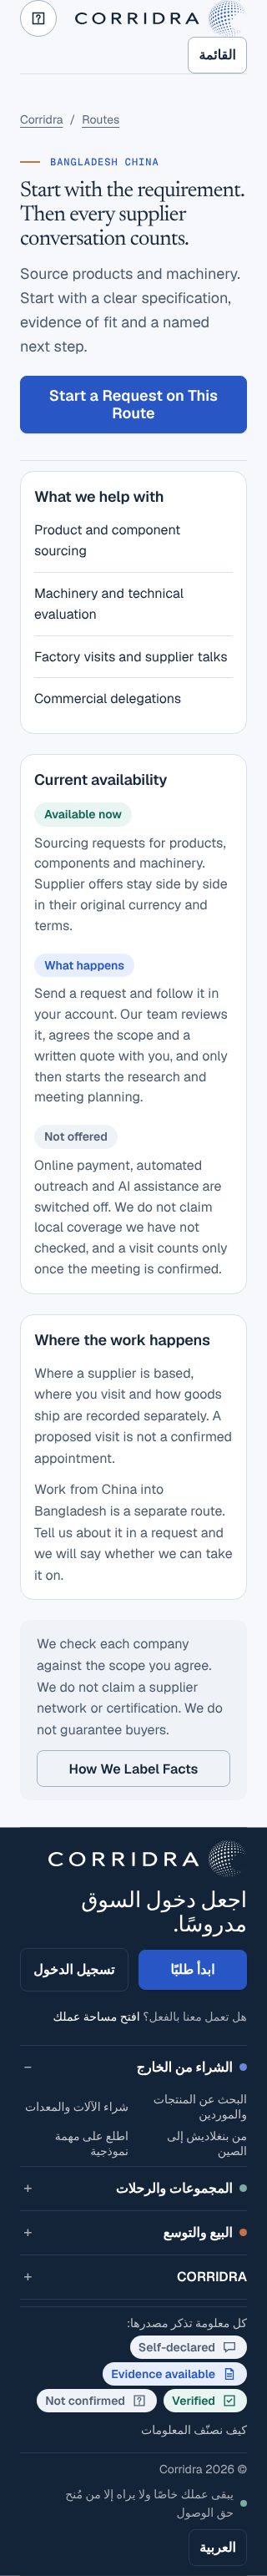 CORRIDRA
القائمة
Corridra / Routes
BANGLADESH CHINA
Start with the requirement.
Then every supplier
conversation counts.
Source products and machinery.
Start with a clear specification,
evidence of fit and a named
next step.
Start a Request on This
Route
What we help with
Product and component
sourcing
Machinery and technical
evaluation
Factory visits and supplier talks
Commercial delegations
Current availability
Available now
Sourcing requests for products,
components and machinery.
Supplier offers stay side by side
in their original currency and
terms.
What happens
Send a request and follow it in
your account. Our team reviews
it, agrees the scope and a
written quote with you, and only
then starts the research and
meeting planning.
Not offered
Online payment, automated
outreach and AI assistance are
switched off. We do not claim
local coverage we have not
checked, and a visit counts only
once the meeting is confirmed.
Where the work happens
Where a supplier is based,
where you visit and how goods
ship are recorded separately. A
proposed visit is not a confirmed
appointment.
Work from China into
Bangladesh is a separate route.
Tell us about it in a request and
we will say whether we can take
it on.
We check each company
against the scope you agree.
We do not claim a supplier
network or certification. We do
not guarantee buyers.
How We Label Facts
CORRIDRA
اجعل دخول السوق
مدروسًا.
ابدأ طلبًا
تسجيل الدخول
هل تعمل معنا بالفعل؟ افتح مساحة عملك
الشراء من الخارج −
البحث عن المنتجات
والموردين
شراء الآلات والمعدات
من بنغلاديش إلى
الصين
اطلع على مهمة
نموذجية
المجموعات والرحلات +
البيع والتوسع +
CORRIDRA +
كل معلومة تذكر مصدرها:
Self-declared
Evidence available
Verified
Not confirmed
كيف نصنّف المعلومات
© 2026 Corridra
يبقى عملك خاصًا ولا يراه إلا من مُنح
حق الوصول
العربية